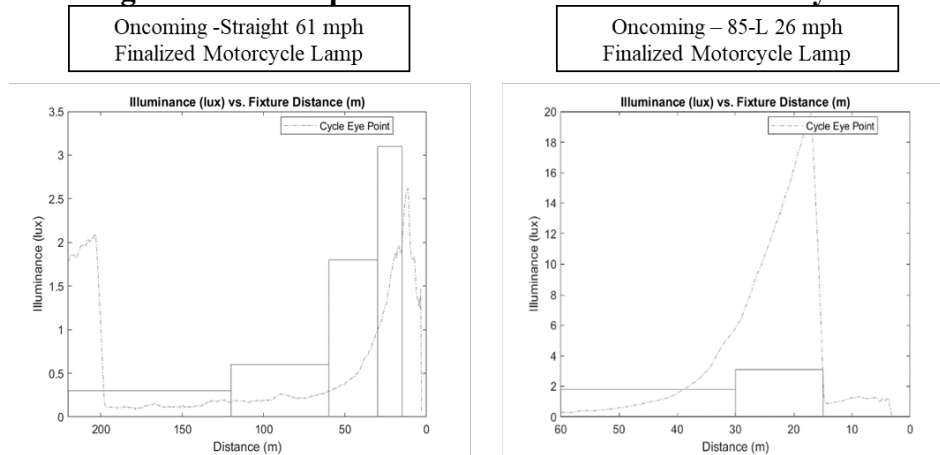 Oncoming -Straight 61 mph
Finalized Motorcycle Lamp
Illuminance (lux) vs. Fixture Distance (m)
Cycle Eye Point
3.5
3
2.5
2
1.5
1
0.5
0
Illuminance (lux)
200
150
100
50
0
Distance (m)
Oncoming – 85-L 26 mph
Finalized Motorcycle Lamp
Illuminance (lux) vs. Fixture Distance (m)
Cycle Eye Point
20
18
16
14
12
10
8
6
4
2
0
Illuminance (lux)
60
50
40
30
20
10
0
Distance (m)